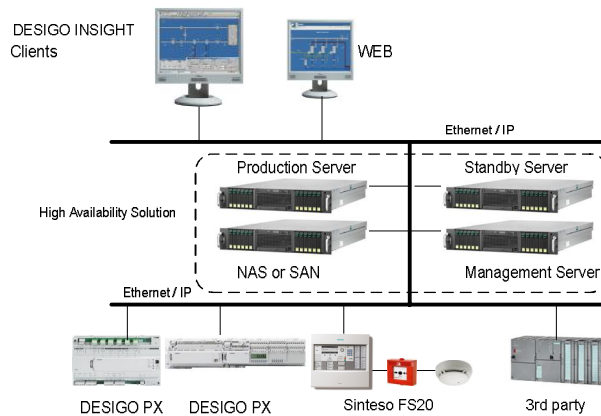 DESIGO INSIGHT
Clients
WEB
Ethernet / IP
Production Server
Standby Server
High Availability Solution
NAS or SAN
Management Server
Ethernet / IP
DESIGO PX
DESIGO PX
Sinteso FS20
3rd party